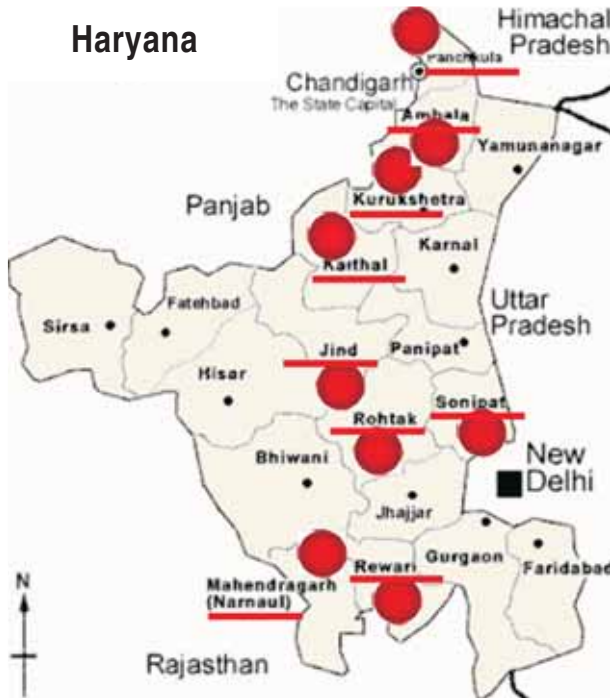 Haryana
Himachal
Pradesh
Panchkula
Chandigarh
The State Capital
Ambala
Yamunanagar
Kurukshetra
Panjab
Karnal
Kaithal
Uttar
Pradesh
Fatehbad
Sirsa
Jind
Panipat
Hisar
Sonipat
Rohtak
New
Delhi
Bhiwani
Jhajjar
Gurgaon
Rewari
Faridabad
Mahendragarh
(Narnaul)
N
Rajasthan